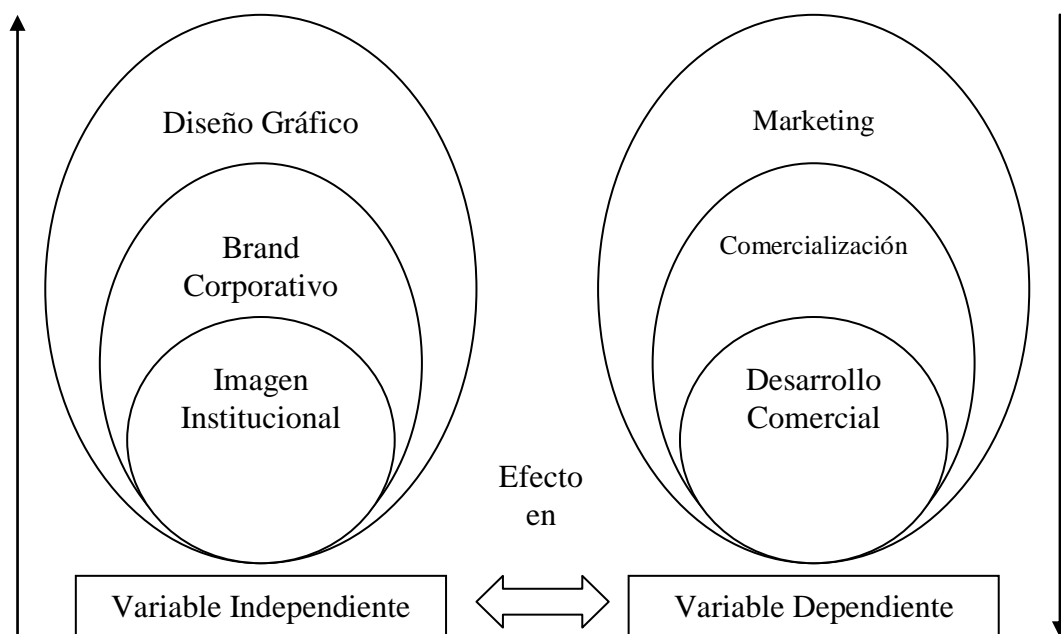 Diseño Gráfico
Brand
Corporativo
Imagen
Institucional
Variable Independiente
Efecto
en
Marketing
Comercialización
Desarrollo
Comercial
Variable Dependiente